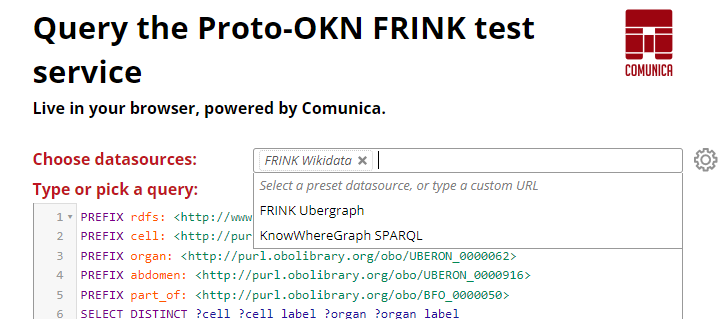 Query the Proto-OKN FRINK test
service
COMUNICA
Live in your browser, powered by Comunica.
Choose datasources:
FRINK Wikidata ×
Select a preset datasource, or type a custom URL
FRINK Ubergraph
KnowWhereGraph SPARQL
Type or pick a query:
1 PREFIX rdfs: <http://www
2 PREFIX cell: <http://pur
3 PREFIX organ: <http://purl.obolibrary.org/obo/UBERON_0000062>
4 PREFIX abdomen: <http://purl.obolibrary.org/obo/UBERON_0000916>
5 PREFIX part_of: <http://purl.obolibrary.org/obo/BFO_0000050>
6 SELECT DISTINCT ?cell ?cell_label ?organ ?organ_label